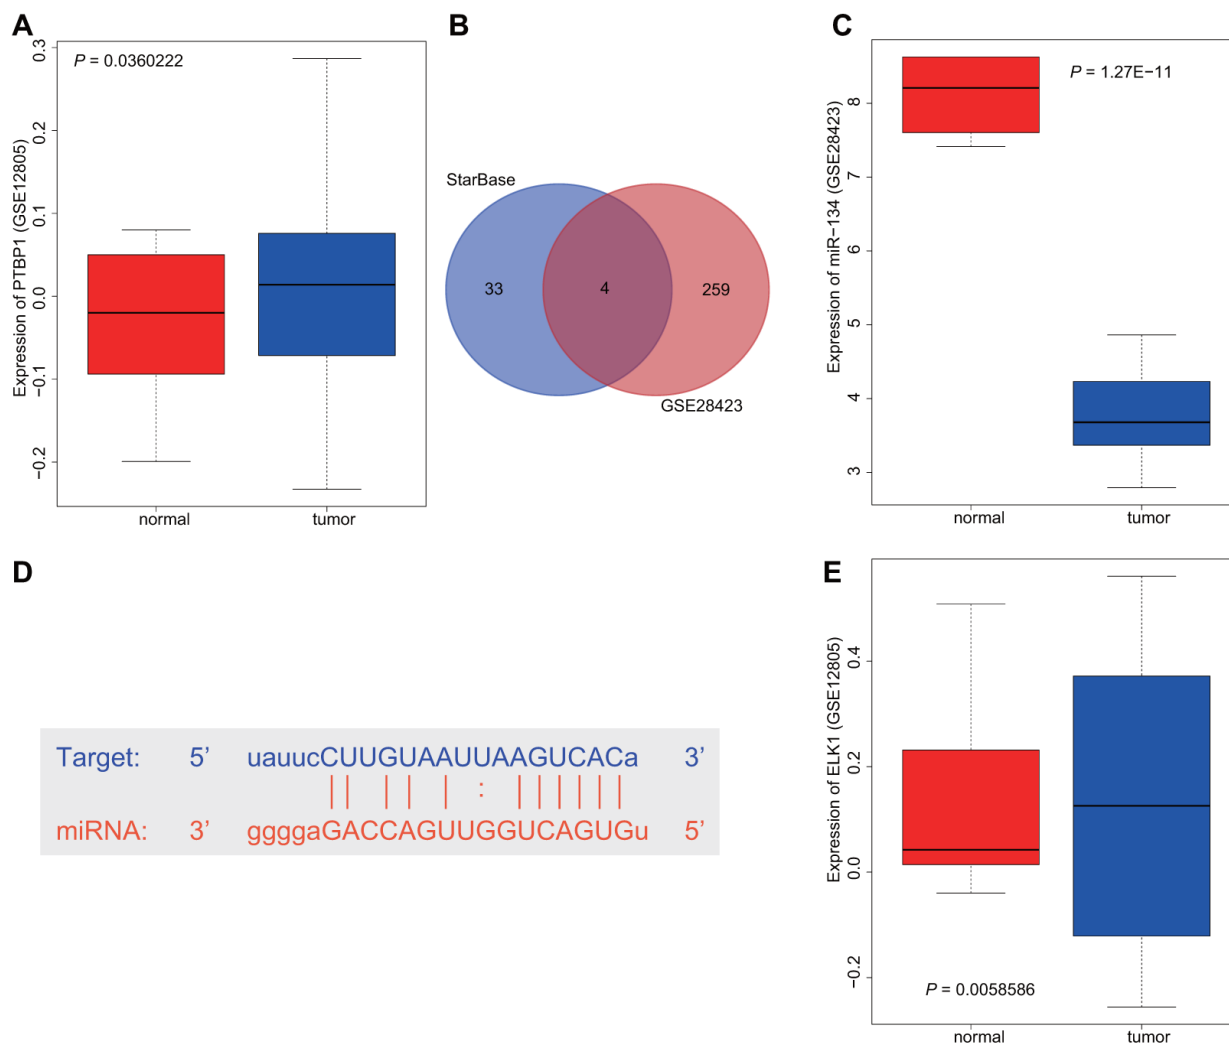 A
P = 0.0360222
Expression of PTBP1 (GSE12805)
0.3
0.2
0.1
0.0
−0.1
−0.2
normal
tumor
B
StarBase
33
4
259
GSE28423
C
P = 1.27E−11
Expression of miR−134 (GSE28423)
8
7
6
5
4
3
normal
tumor
D
Target: 5’ uauucCUUGUAAUUAAGUCACa 3’
miRNA: 3’ ggggaGACCAGUUGGUCAGUGu 5’
E
Expression of ELK1 (GSE12805)
0.4
0.2
0.0
−0.2
P = 0.0058586
normal
tumor